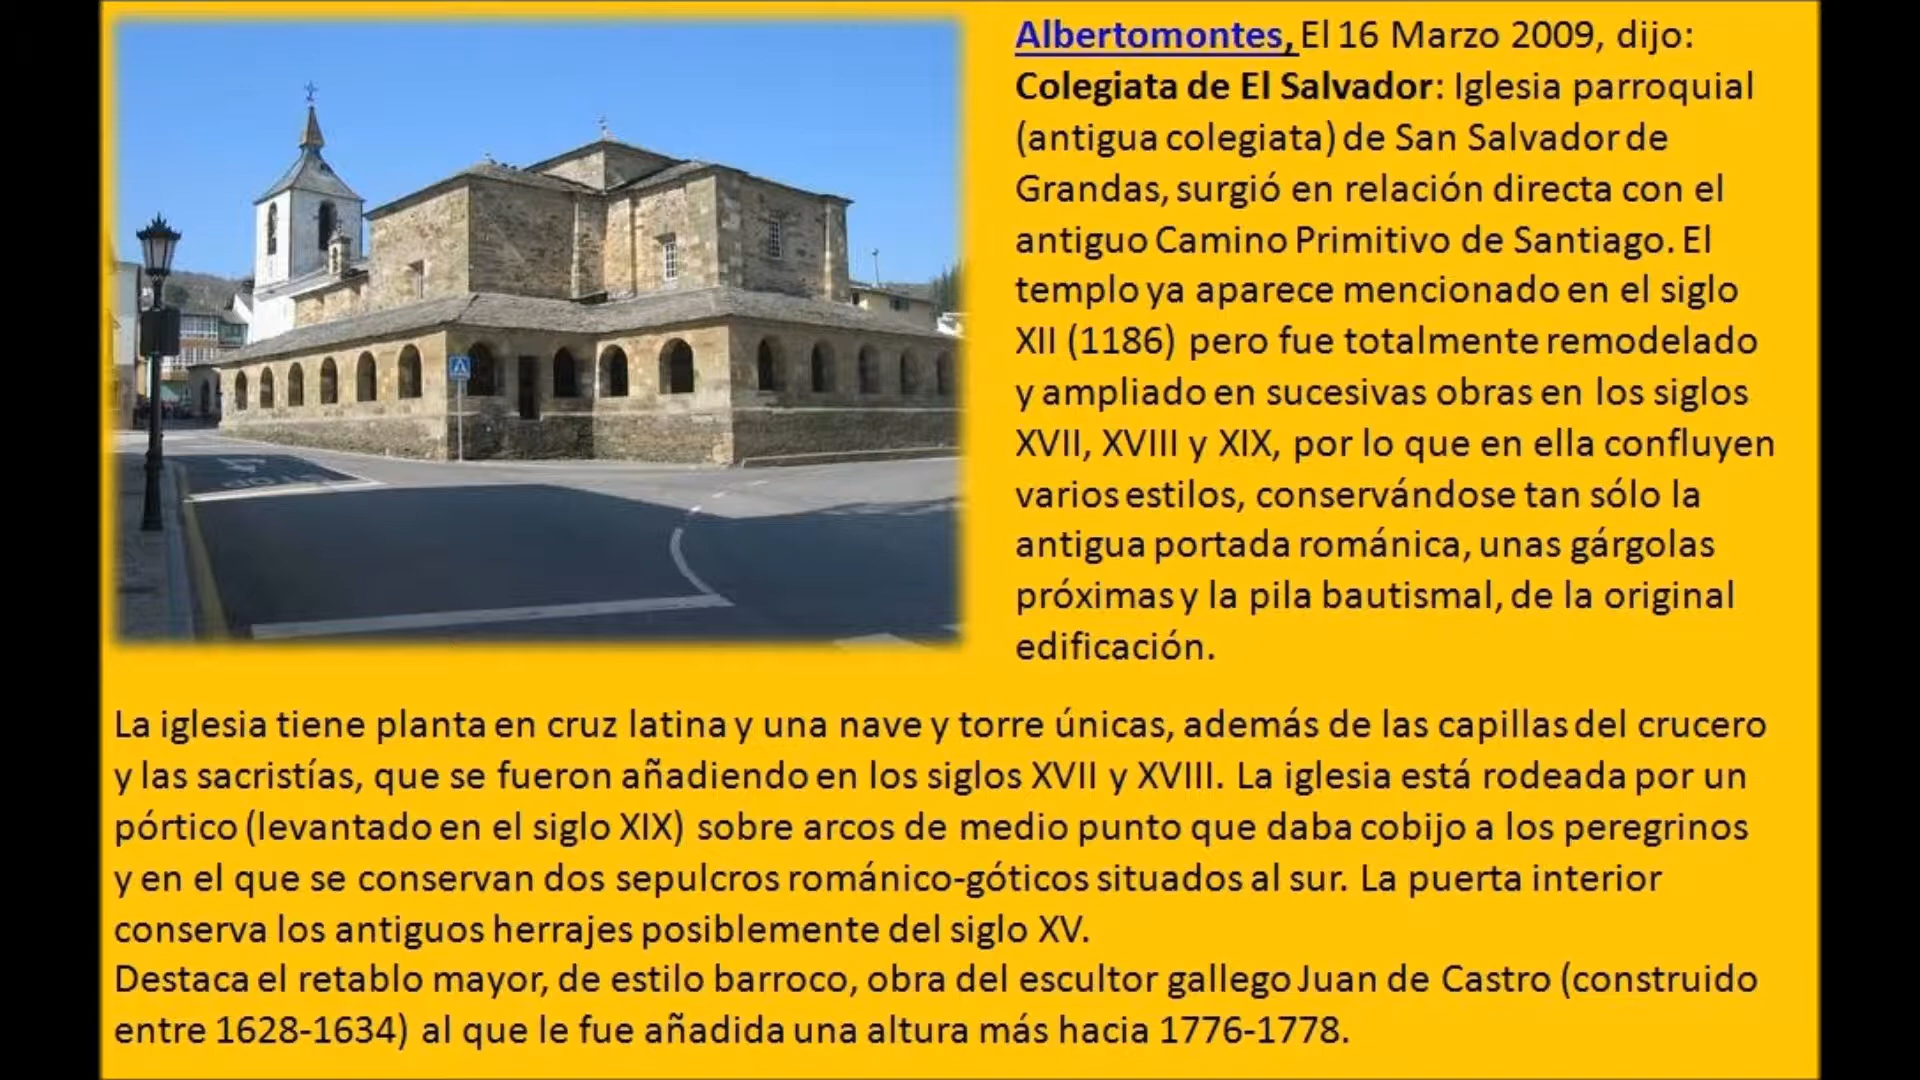 Albertomontes, El 16 Marzo 2009, dijo:
Colegiata de El Salvador: Iglesia parroquial
(antigua colegiata) de San Salvador de
Grandas, surgió en relación directa con el
antiguo Camino Primitivo de Santiago. El
templo ya aparece mencionado en el siglo
XII (1186) pero fue totalmente remodelado
y ampliado en sucesivas obras en los siglos
XVII, XVIII y XIX, por lo que en ella confluyen
varios estilos, conservándose tan sólo la
antigua portada románica, unas gárgolas
próximas y la pila bautismal, de la original
edificación.
La iglesia tiene planta en cruz latina y una nave y torre únicas, además de las capillas del crucero
y las sacristías, que se fueron añadiendo en los siglos XVII y XVIII. La iglesia está rodeada por un
pórtico (levantado en el siglo XIX) sobre arcos de medio punto que daba cobijo a los peregrinos
y en el que se conservan dos sepulcros románico-góticos situados al sur. La puerta interior
conserva los antiguos herrajes posiblemente del siglo XV.
Destaca el retablo mayor, de estilo barroco, obra del escultor gallego Juan de Castro (construido
entre 1628-1634) al que le fue añadida una altura más hacia 1776-1778.